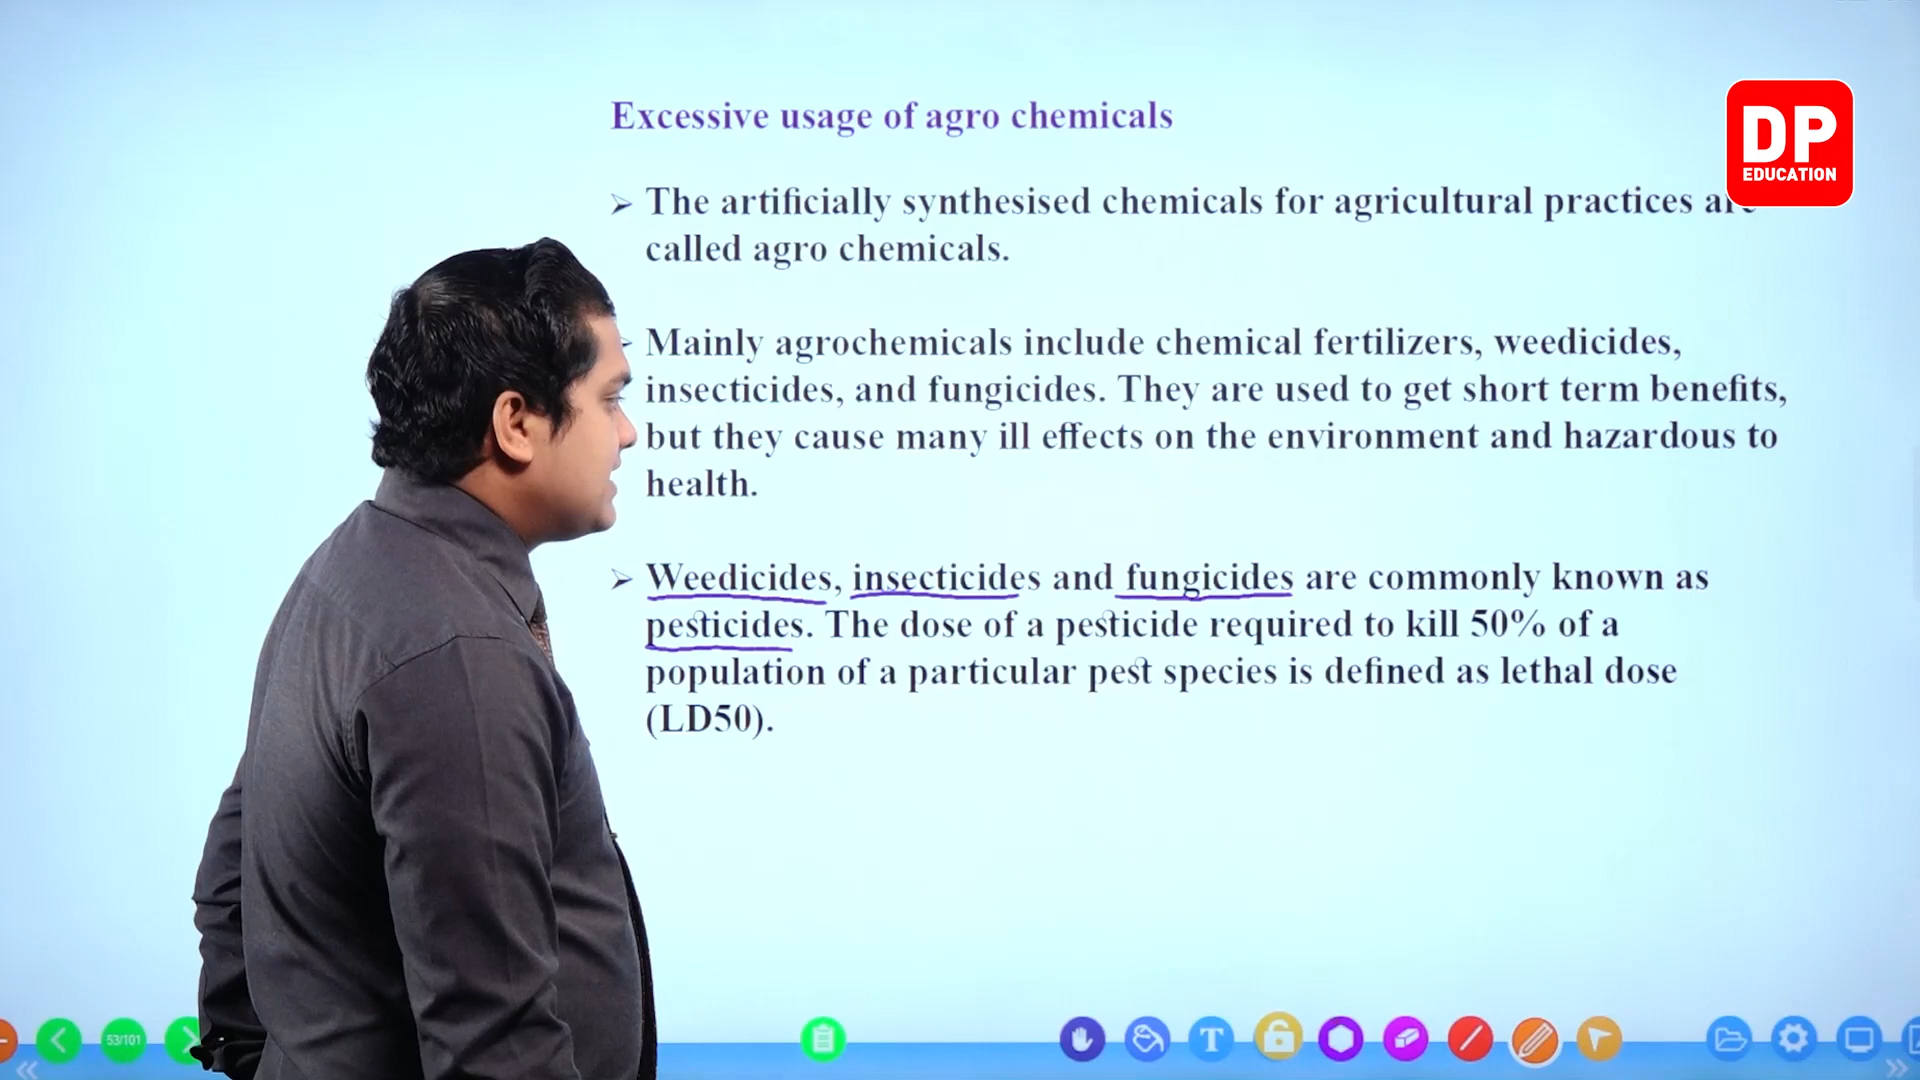 Excessive usage of agro chemicals
DP
EDUCATION
The artificially synthesised chemicals for agricultural practices are
called agro chemicals.
Mainly agrochemicals include chemical fertilizers, weedicides,
insecticides, and fungicides. They are used to get short term benefits,
but they cause many ill effects on the environment and hazardous to
health.
Weedicides, insecticides and fungicides are commonly known as
pesticides. The dose of a pesticide required to kill 50% of a
population of a particular pest species is defined as lethal dose
(LD50).
53/101
T